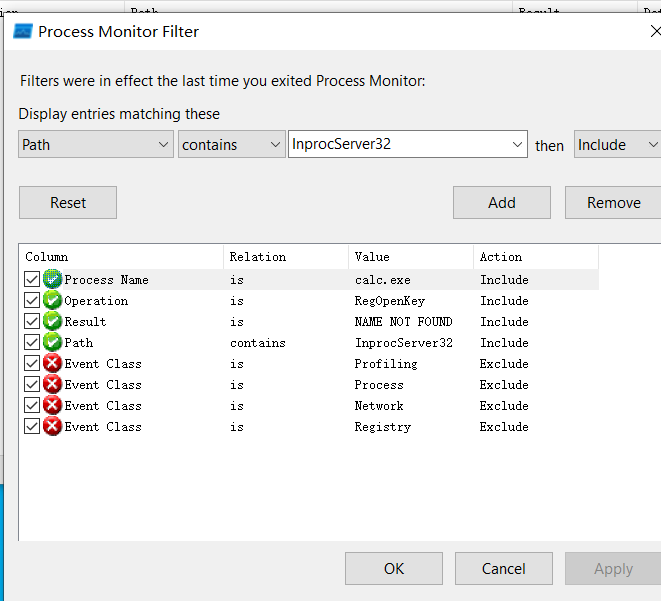 Path Result
Process Monitor Filter
Filters were in effect the last time you exited Process Monitor:
Display entries matching these
Path contains InprocServer32 then Include
Reset Add Remove
Column Relation Value Action
Process Name is calc.exe Include
Operation is RegOpenKey Include
Result is NAME NOT FOUND Include
Path contains InprocServer32 Include
Event Class is Profiling Exclude
Event Class is Process Exclude
Event Class is Network Exclude
Event Class is Registry Exclude
OK Cancel Apply